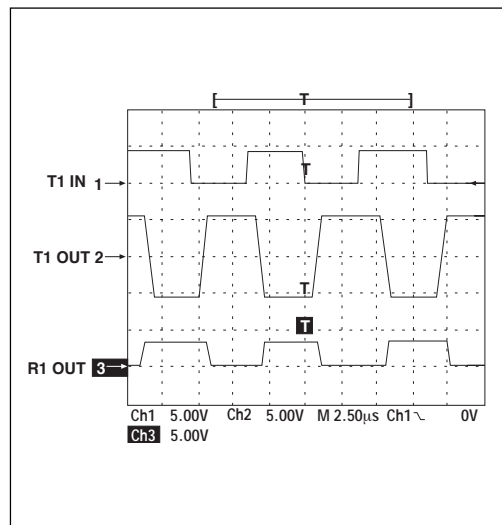 [ T ]
T1 IN 1
T
T1 OUT 2
T
T
R1 OUT 3
Ch1 5.00V Ch2 5.00V M 2.50µs Ch1 0V
Ch3 5.00V